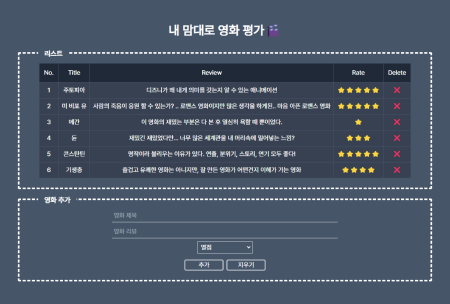 내 맘대로 영화 평가
리스트
No. Title Review Rate Delete
1 주토피아 디즈니가 왜 내게 의미를 갖는지 알 수 있는 애니메이션
2 미 비포 유 사람의 죽음이 응원 할 수 있는가? .. 로맨스 영화이지만 많은 생각을 하게된.. 마음 아픈 로맨스 영화
3 메간 이 영화의 재밌는 부분은 다 본 후 열심히 욕할 때 뿐이었다.
4 듄 재밌긴 재밌었다만... 너무 많은 세계관을 내 머리속에 밀어넣는 느낌?
5 콘스탄틴 명작이라 불리우는 이유가 있다. 연출, 분위기, 스토리, 연기 모두 좋다!
6 기생충 즐겁고 유쾌한 영화는 아니지만, 잘 만든 영화가 어떤건지 이해가 가는 영화
영화 추가
영화 제목
영화 리뷰
별점
추가 지우기